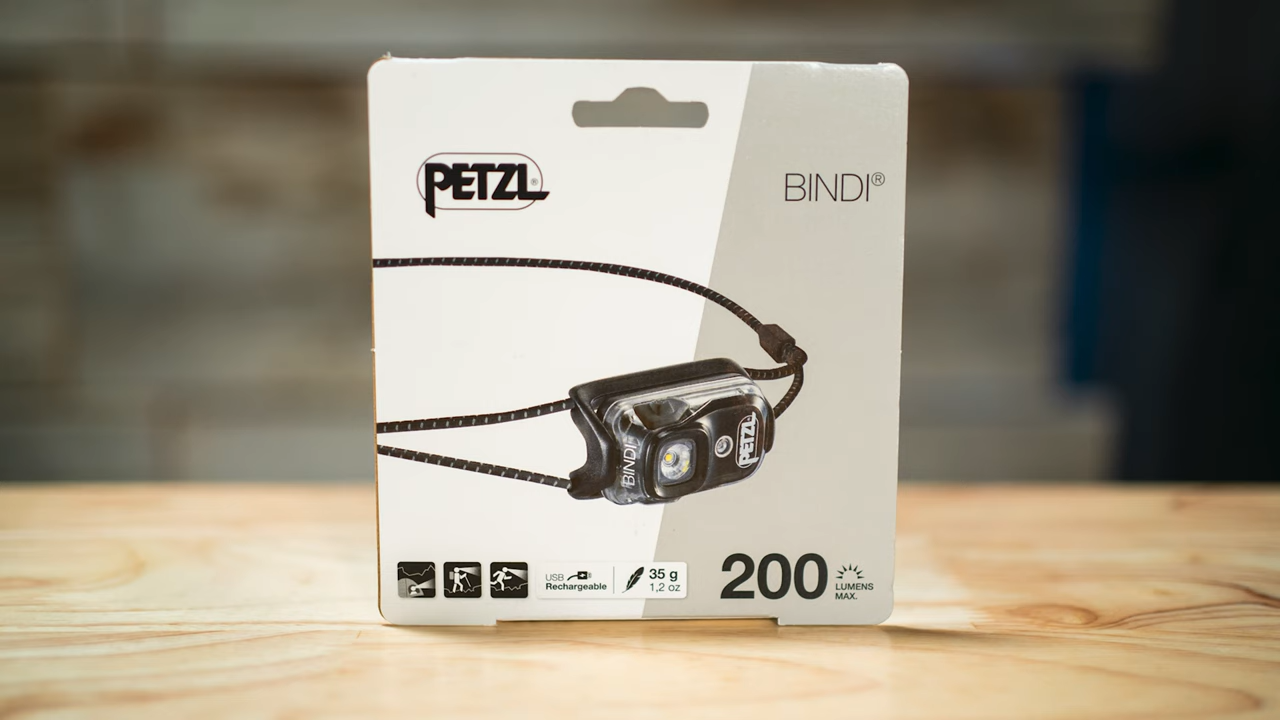 PETZL®
BINDI®
BINDI
PETZL
USB
Rechargeable
35 g
1,2 oz
200
LUMENS
MAX.